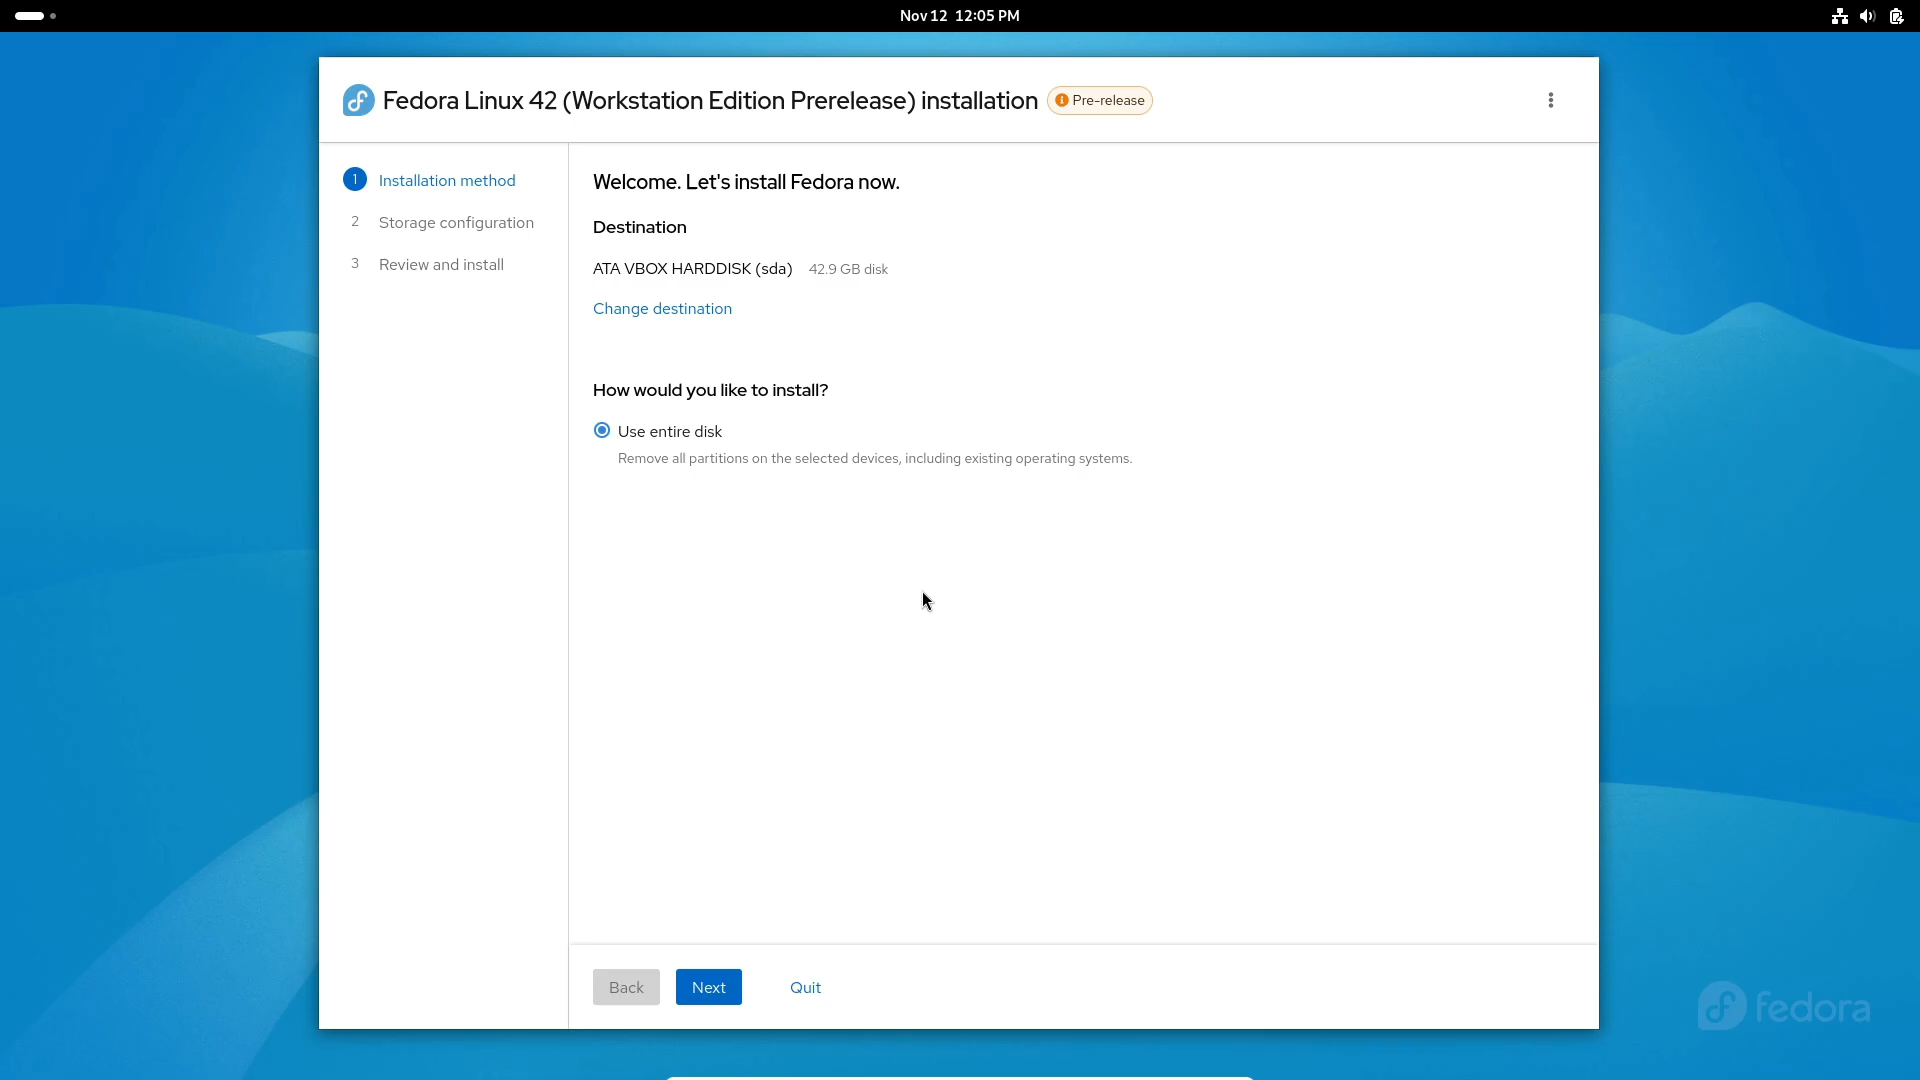 Nov 12 12:05 PM
Fedora Linux 42 (Workstation Edition Prerelease) installation Pre-release
1 Installation method
2 Storage configuration
3 Review and install
Welcome. Let's install Fedora now.
Destination
ATA VBOX HARDDISK (sda) 42.9 GB disk
Change destination
How would you like to install?
Use entire disk
Remove all partitions on the selected devices, including existing operating systems.
Back Next Quit
fedora